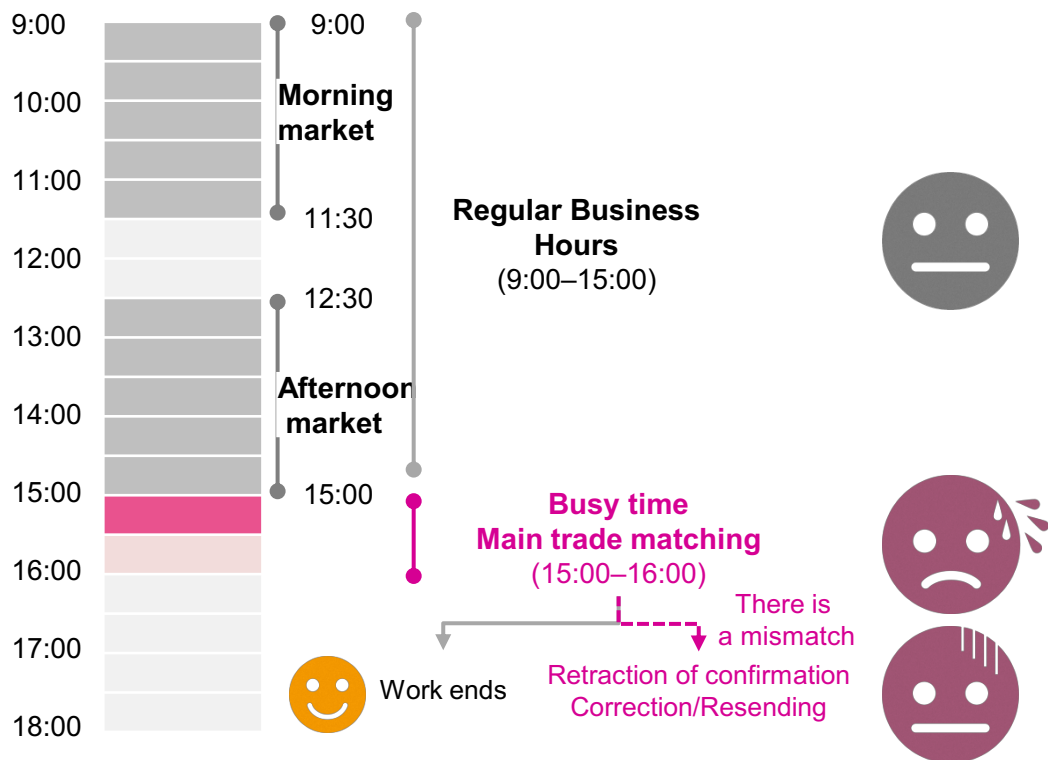 9:00
10:00
11:00
12:00
13:00
14:00
15:00
16:00
17:00
18:00
9:00
Morning
market
11:30
12:30
Afternoon
market
15:00
Regular Business
Hours
(9:00–15:00)
Busy time
Main trade matching
(15:00–16:00)
There is
a mismatch
Work ends
Retraction of confirmation
Correction/Resending